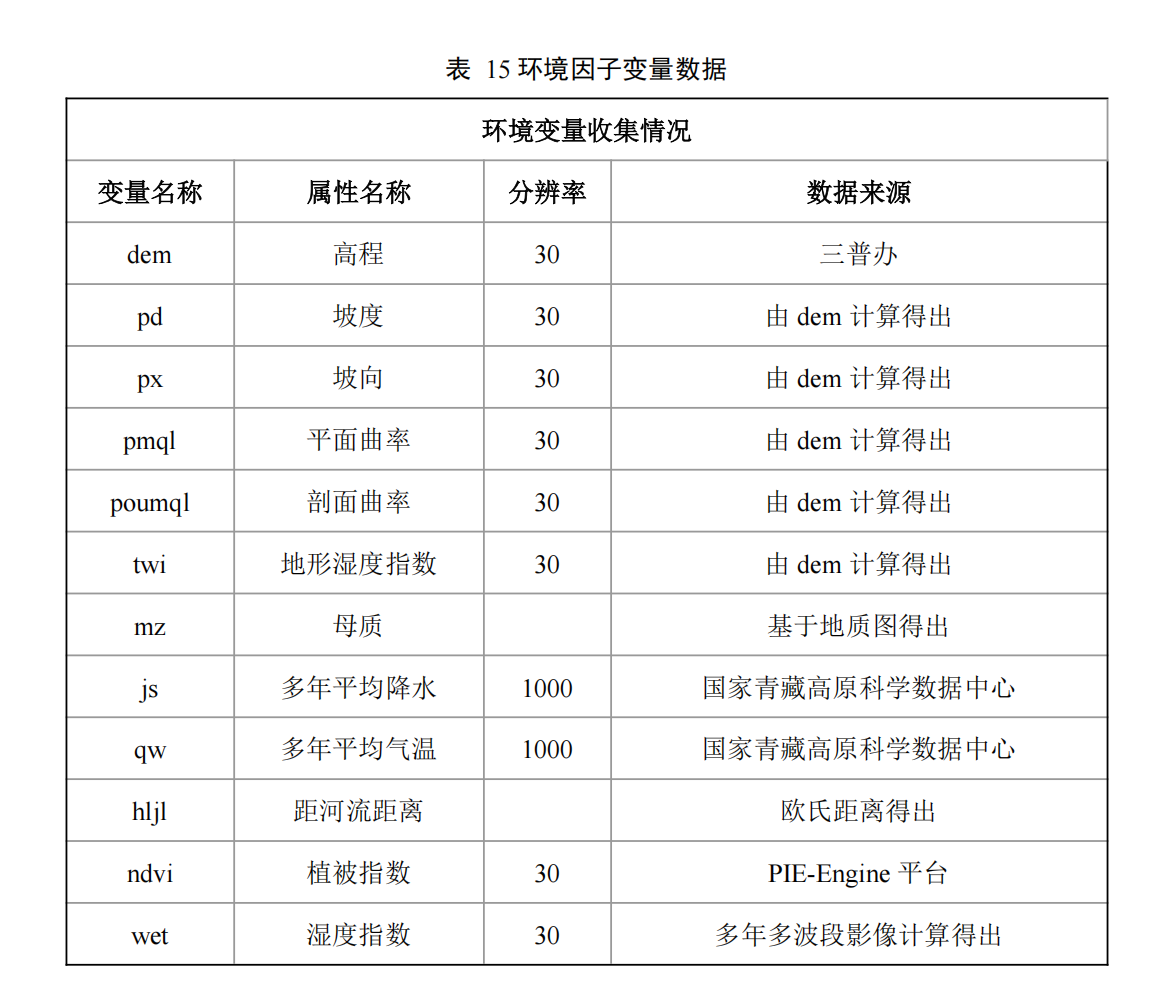 表 15 环境因子变量数据
环境变量收集情况
变量名称 属性名称 分辨率 数据来源
dem 高程 30 三普办
pd 坡度 30 由 dem 计算得出
px 坡向 30 由 dem 计算得出
pmql 平面曲率 30 由 dem 计算得出
poumql 剖面曲率 30 由 dem 计算得出
twi 地形湿度指数 30 由 dem 计算得出
mz 母质 基于地质图得出
js 多年平均降水 1000 国家青藏高原科学数据中心
qw 多年平均气温 1000 国家青藏高原科学数据中心
hljl 距河流距离 欧氏距离得出
ndvi 植被指数 30 PIE-Engine 平台
wet 湿度指数 30 多年多波段影像计算得出